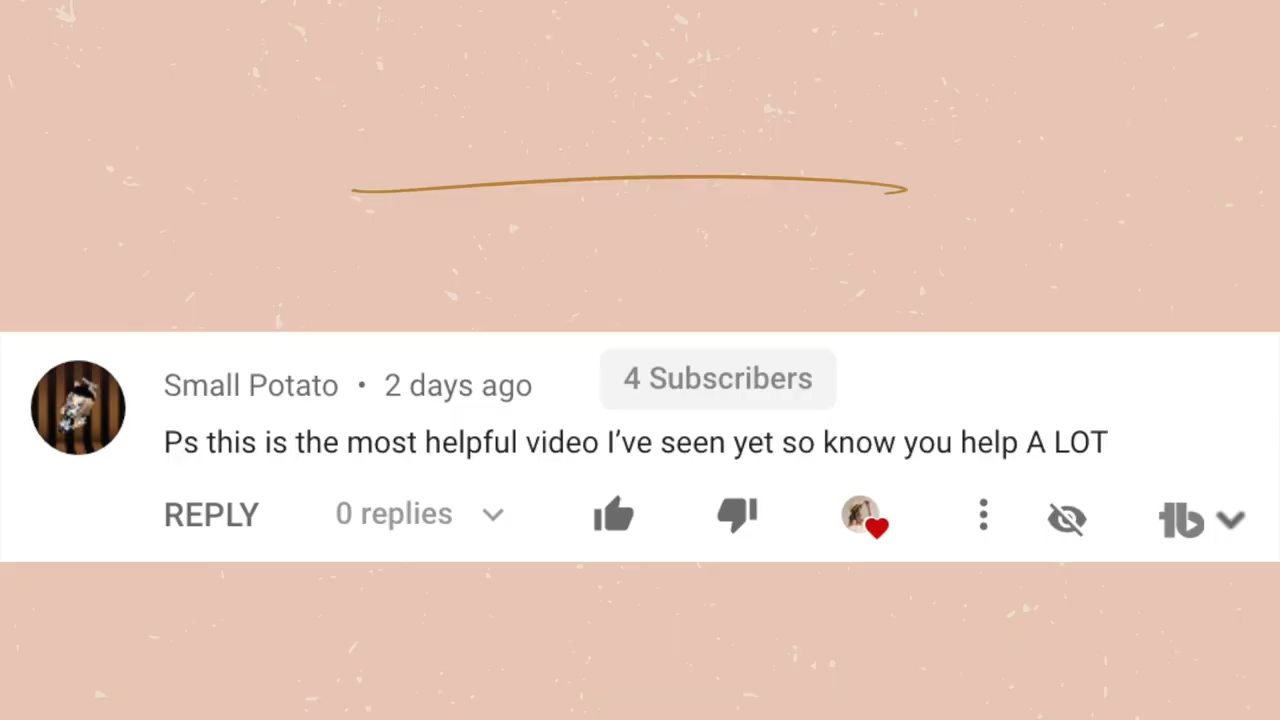 Small Potato • 2 days ago 4 Subscribers
Ps this is the most helpful video I’ve seen yet so know you help A LOT
REPLY 0 replies tb